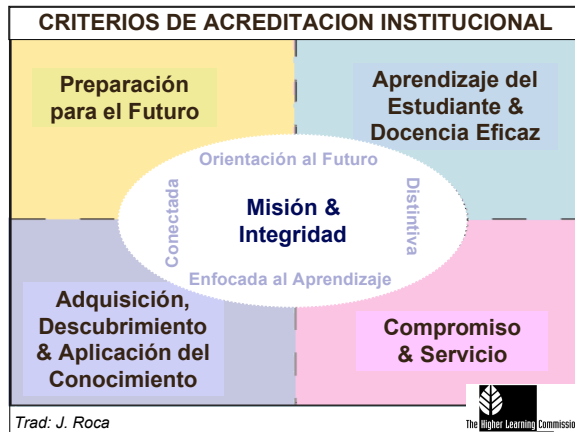 CRITERIOS DE ACREDITACION INSTITUCIONAL
Preparación
para el Futuro
Aprendizaje del
Estudiante &
Docencia Eficaz
Orientación al Futuro
Conectada
Misión &
Integridad
Distintiva
Enfocada al Aprendizaje
Adquisición,
Descubrimiento
& Aplicación del
Conocimiento
Compromiso
& Servicio
Trad: J. Roca
The Higher Learning Commissio